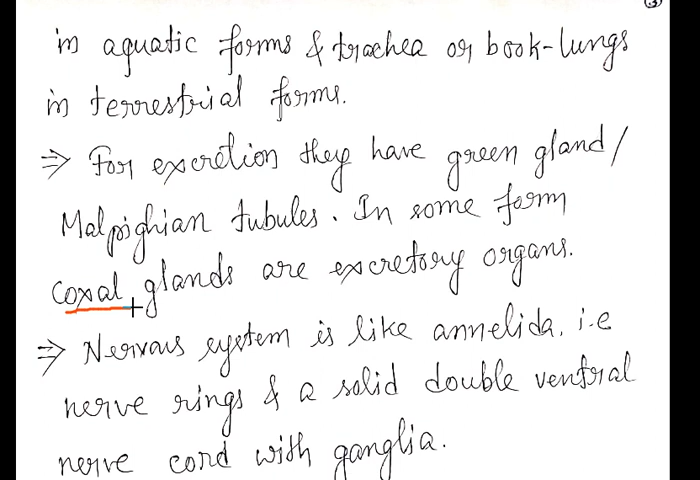 in aquatic forms & trachea or book-lungs
in terrestrial forms.
⇒ For excretion they have green gland/
Malpighian tubules. In some form
coxal glands are excretory organs.
⇒ Nervous system is like annelida. i.e
nerve rings & a solid double ventral
nerve cord with ganglia.